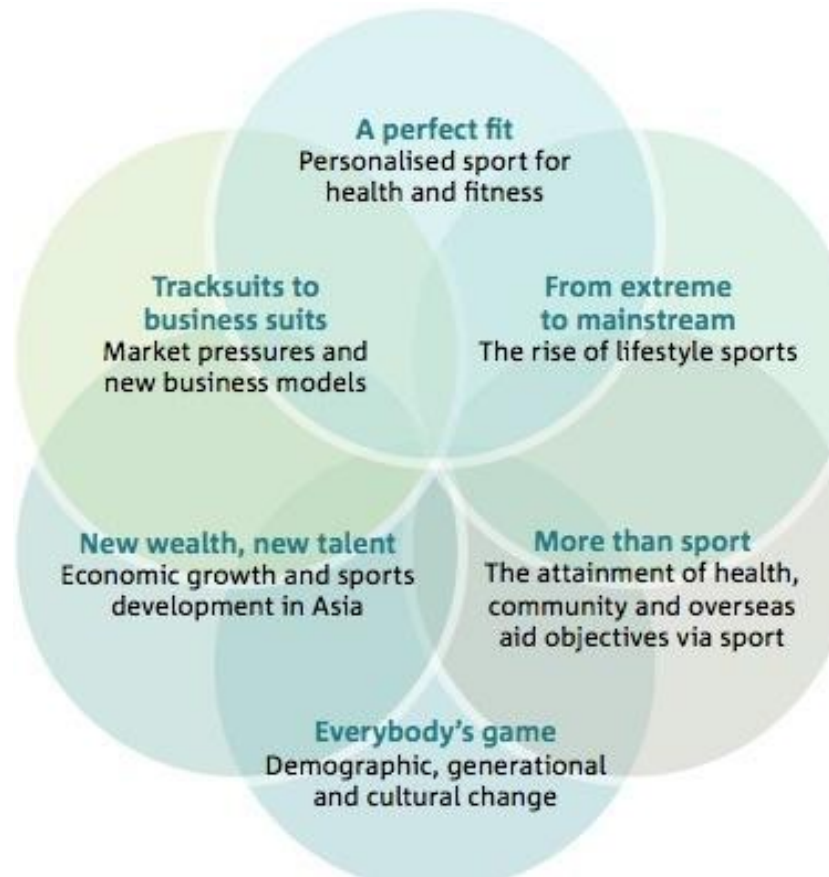 A perfect fit
Personalised sport for
health and fitness
Tracksuits to
business suits
Market pressures and
new business models
From extreme
to mainstream
The rise of lifestyle sports
New wealth, new talent
Economic growth and sports
development in Asia
More than sport
The attainment of health,
community and overseas
aid objectives via sport
Everybody's game
Demographic, generational
and cultural change